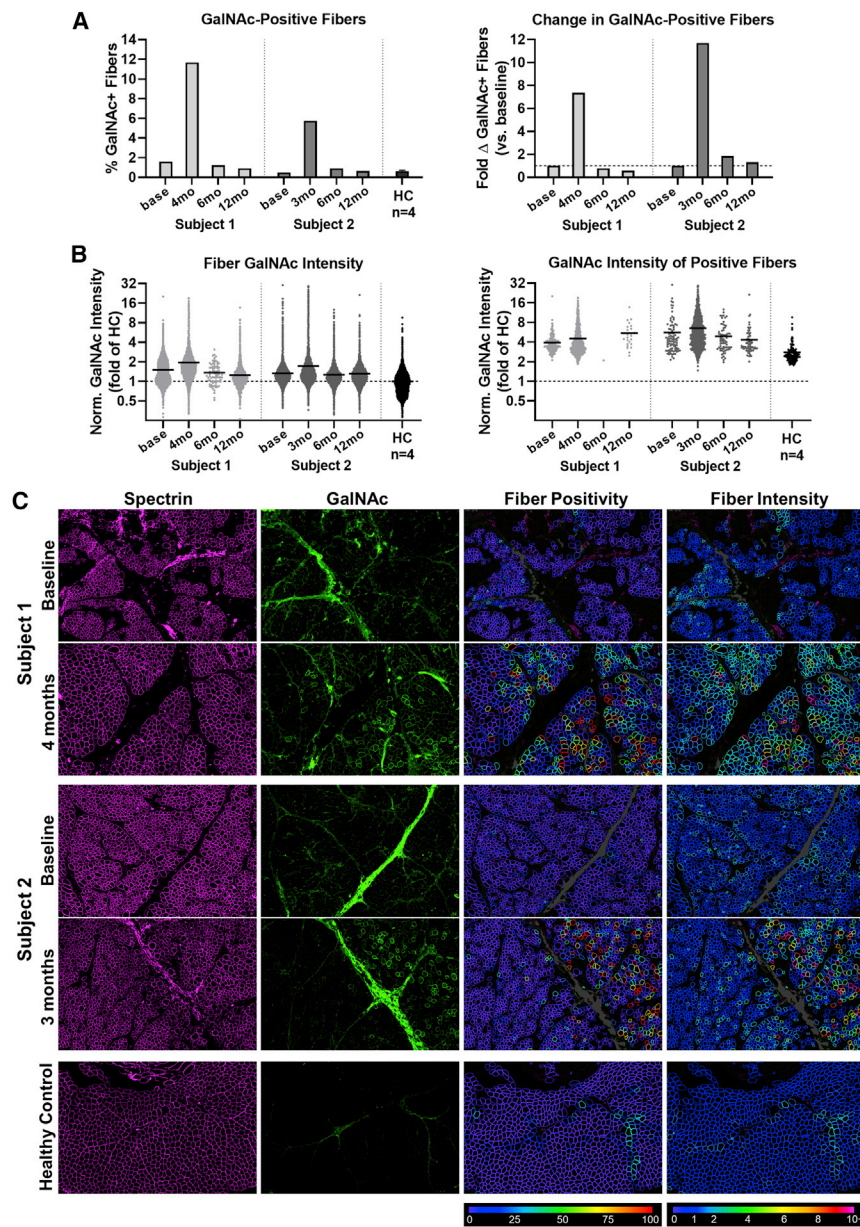 A
GalNAc-Positive Fibers
% GalNAc+ Fibers
14
12
10
8
6
4
2
0
base 4mo 6mo 12mo base 3mo 6mo 12mo HC
n=4
Subject 1 Subject 2
Change in GalNAc-Positive Fibers
Fold Δ GalNAc+ Fibers
(vs. baseline)
12
10
8
6
4
2
0
base 4mo 6mo 12mo base 3mo 6mo 12mo
Subject 1 Subject 2
B
Fiber GalNAc Intensity
Norm. GalNAc Intensity
(fold of HC)
32
16
8
4
2
1
0.5
base 4mo 6mo 12mo base 3mo 6mo 12mo HC
n=4
Subject 1 Subject 2
GalNAc Intensity of Positive Fibers
Norm. GalNAc Intensity
(fold of HC)
32
16
8
4
2
1
0.5
base 4mo 6mo 12mo base 3mo 6mo 12mo HC
n=4
Subject 1 Subject 2
C
Spectrin GalNAc Fiber Positivity Fiber Intensity
Subject 1
Baseline
4 months
Subject 2
Baseline
3 months
Healthy Control
0 25 50 75 100
0 1 2 4 6 8 10+